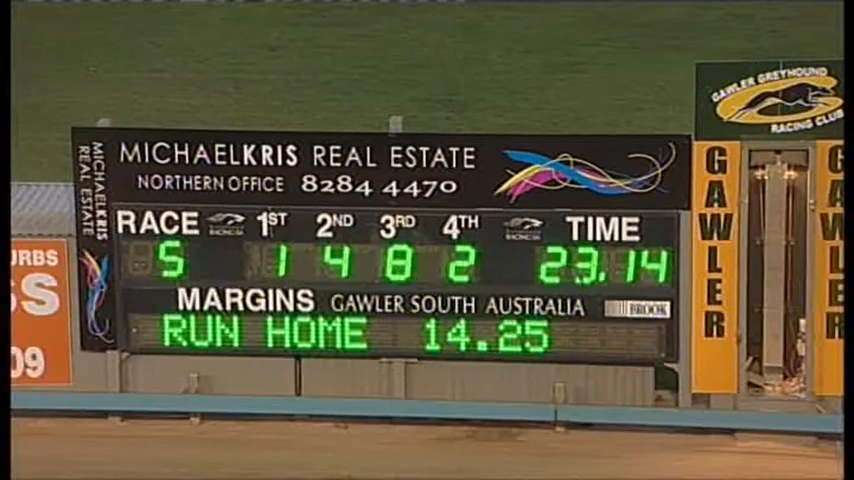 GAWLER GREYHOUND
RACING CLUB
MICHAELKRIS REAL ESTATE
MICHAELKRIS REAL ESTATE
NORTHERN OFFICE 8284 4470
RACE 1ST 2ND 3RD 4TH TIME
5 1 4 8 2 23.14
MARGINS GAWLER SOUTH AUSTRALIA BROOK
RUN HOME 14.25
GAWLER
GAWLER
URBS
S
09